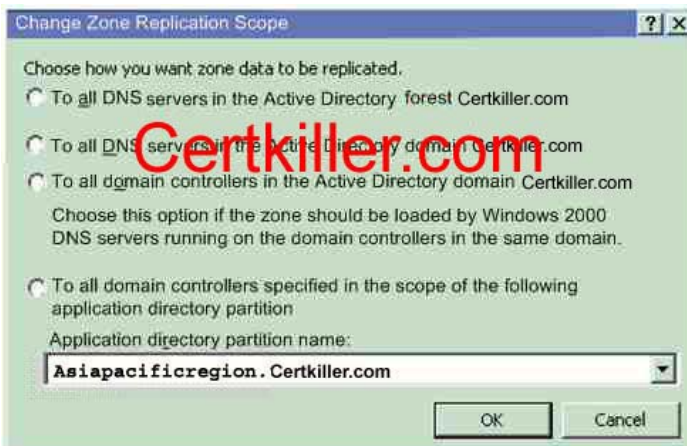 Change Zone Replication Scope
? X
Choose how you want zone data to be replicated.
To all DNS servers in the Active Directory forest Certkiller.com
To all DNS servers in the Active Directory domain Certkiller.com
Certkiller.com
To all domain controllers in the Active Directory domain Certkiller.com
Choose this option if the zone should be loaded by Windows 2000
DNS servers running on the domain controllers in the same domain.
To all domain controllers specified in the scope of the following
application directory partition
Application directory partition name:
Asiapacificregion.Certkiller.com
OK
Cancel